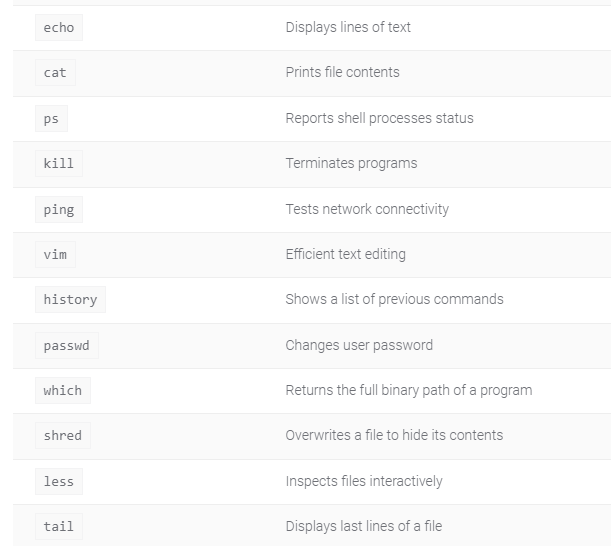 echo Displays lines of text
cat Prints file contents
ps Reports shell processes status
kill Terminates programs
ping Tests network connectivity
vim Efficient text editing
history Shows a list of previous commands
passwd Changes user password
which Returns the full binary path of a program
shred Overwrites a file to hide its contents
less Inspects files interactively
tail Displays last lines of a file